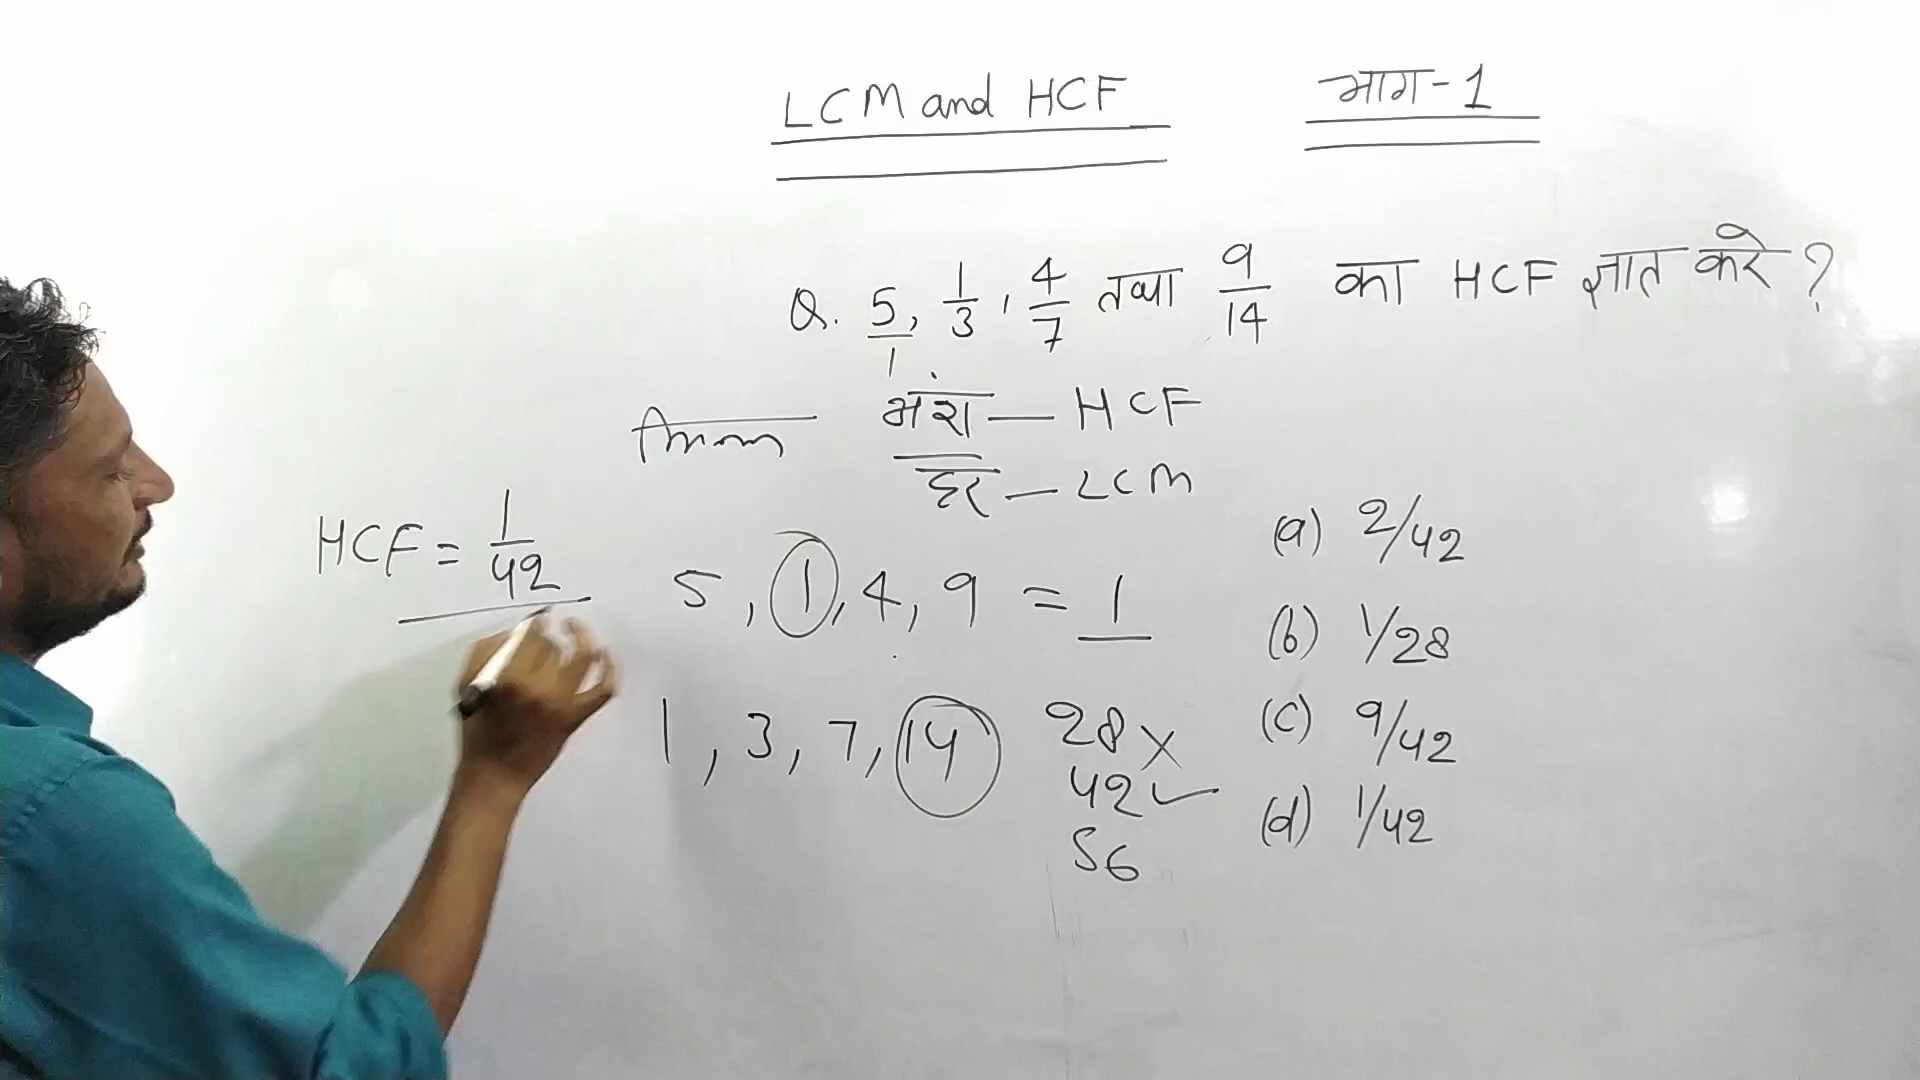 LCM and HCF भाग-1
Q. 5/1, 1/3, 4/7 तथा 9/14 का HCF ज्ञात करे ?
अंश — HCF
हर — LCM
HCF = 1/42
5, 1, 4, 9 = 1
1, 3, 7, 14
28 ×
42 ✓
56
(a) 2/42
(b) 1/28
(c) 9/42
(d) 1/42